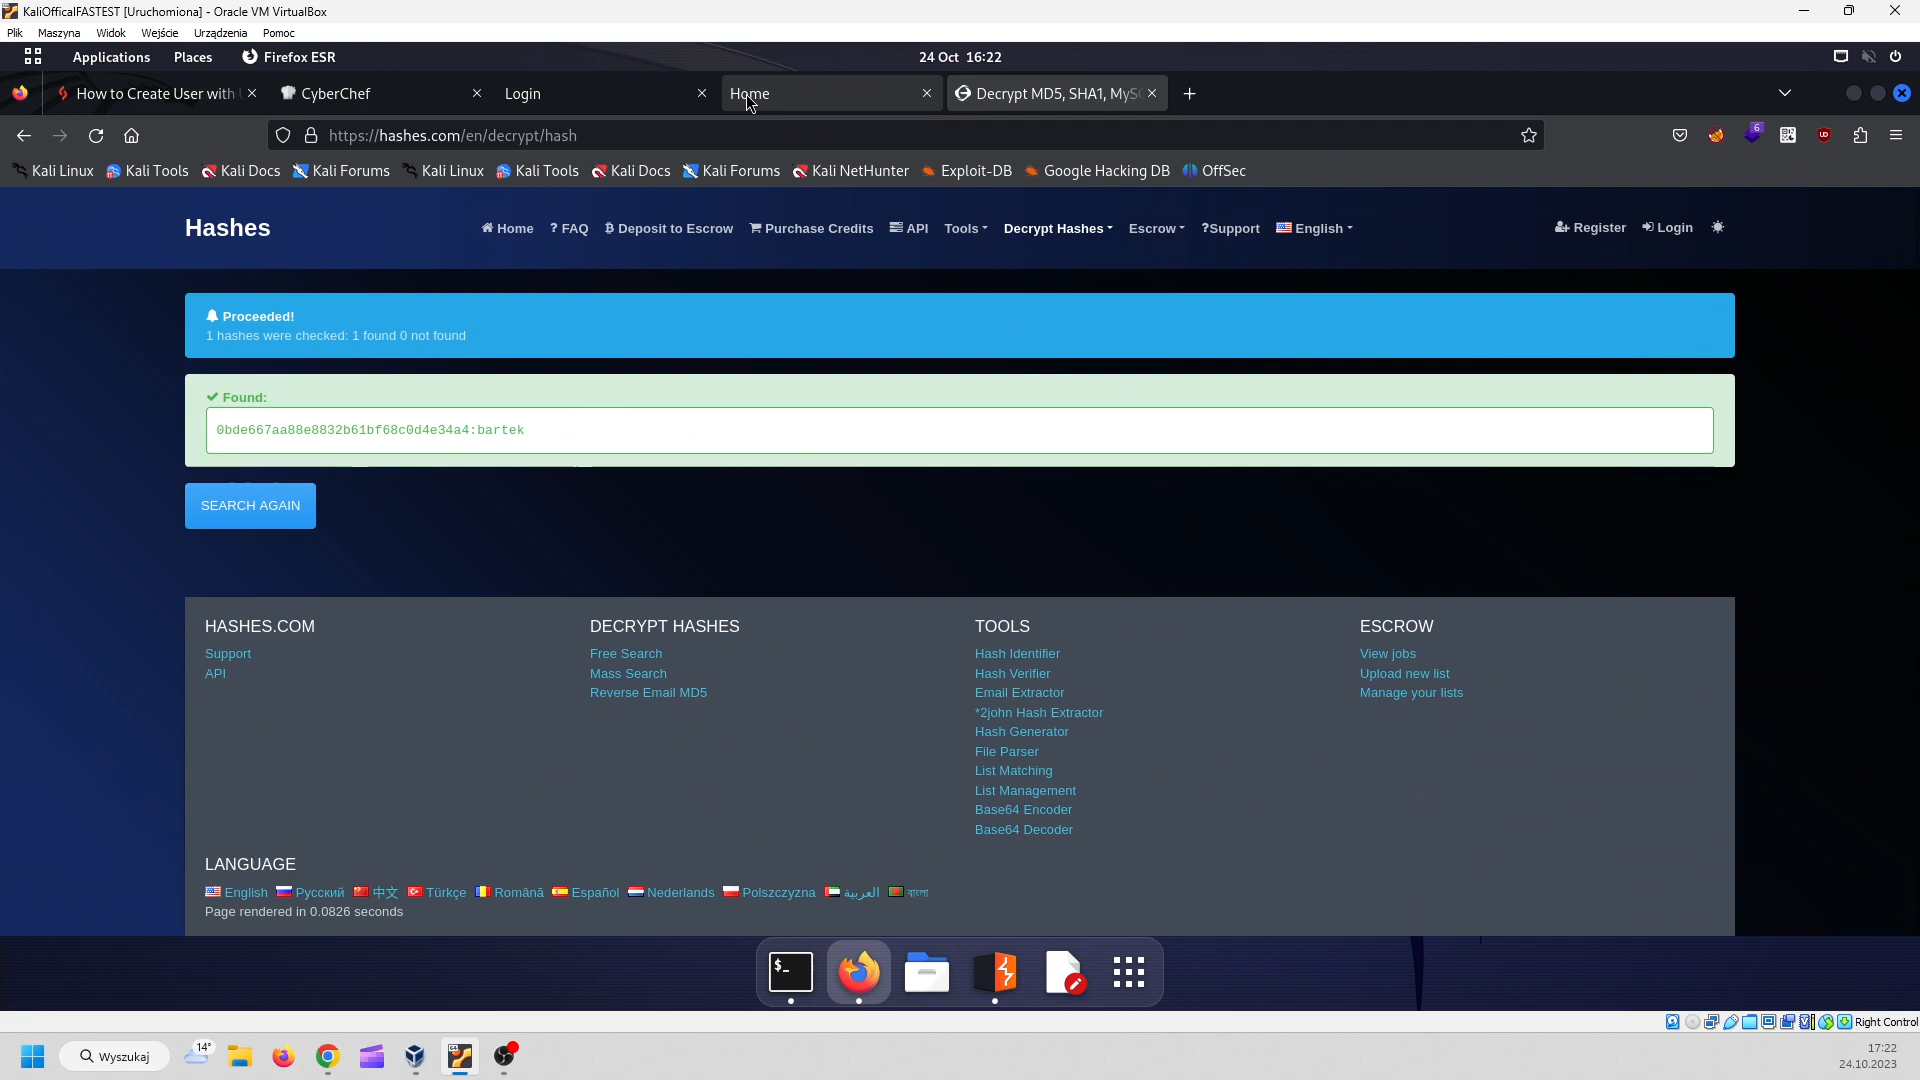 KaliOfficalFASTEST [Uruchomiona] - Oracle VM VirtualBox
Plik Maszyna Widok Wejście Urządzenia Pomoc
Applications Places Firefox ESR 24 Oct 16:22
How to Create User with CyberChef Login Home Decrypt MD5, SHA1, MySQ
https://hashes.com/en/decrypt/hash 6
Kali Linux Kali Tools Kali Docs Kali Forums Kali Linux Kali Tools Kali Docs Kali Forums Kali NetHunter Exploit-DB Google Hacking DB OffSec
Hashes Home ? FAQ Deposit to Escrow Purchase Credits API Tools Decrypt Hashes Escrow ?Support English Register Login
Proceeded!
1 hashes were checked: 1 found 0 not found
Found:
0bde667aa88e8832b61bf68c0d4e34a4:bartek
SEARCH AGAIN
HASHES.COM
Support
API
DECRYPT HASHES
Free Search
Mass Search
Reverse Email MD5
TOOLS
Hash Identifier
Hash Verifier
Email Extractor
*2john Hash Extractor
Hash Generator
File Parser
List Matching
List Management
Base64 Encoder
Base64 Decoder
ESCROW
View jobs
Upload new list
Manage your lists
LANGUAGE
English Русский 中文 Türkçe Română Español Nederlands Polszczyzna العربية বাংলা
Page rendered in 0.0826 seconds
$_
Right Control
14°
Wyszukaj
17:22
24.10.2023